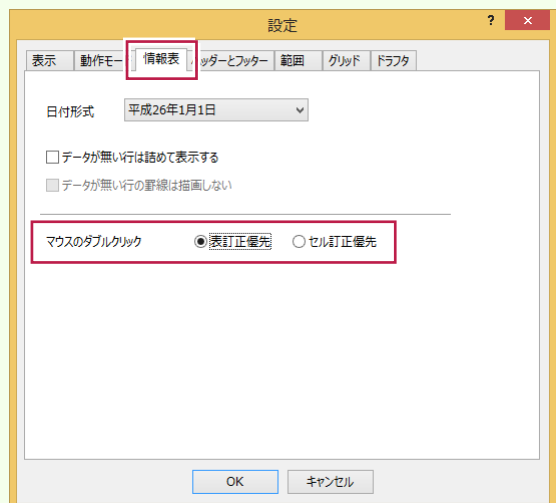 設定
?
×
表示 動作モー 情報表 ッダーとフッター 範囲 グリッド ドラフタ
日付形式 平成26年1月1日
データが無い行は詰めて表示する
データが無い行の罫線は描画しない
マウスのダブルクリック 表訂正優先 セル訂正優先
OK キャンセル